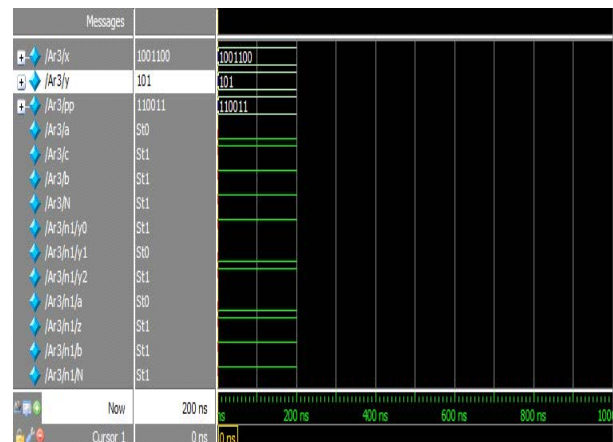 Messages
/Ar3/x 1001100 1001100
/Ar3/y 101 101
/Ar3/pp 110011 110011
/Ar3/a St0
/Ar3/c St1
/Ar3/b St1
/Ar3/N St1
/Ar3/n1/y0 St1
/Ar3/n1/y1 St0
/Ar3/n1/y2 St1
/Ar3/n1/a St0
/Ar3/n1/z St1
/Ar3/n1/b St1
/Ar3/n1/N St1
Now 200 ns ns 200 ns 400 ns 600 ns 800 ns 100
Cursor 1 0 ns 0 ns